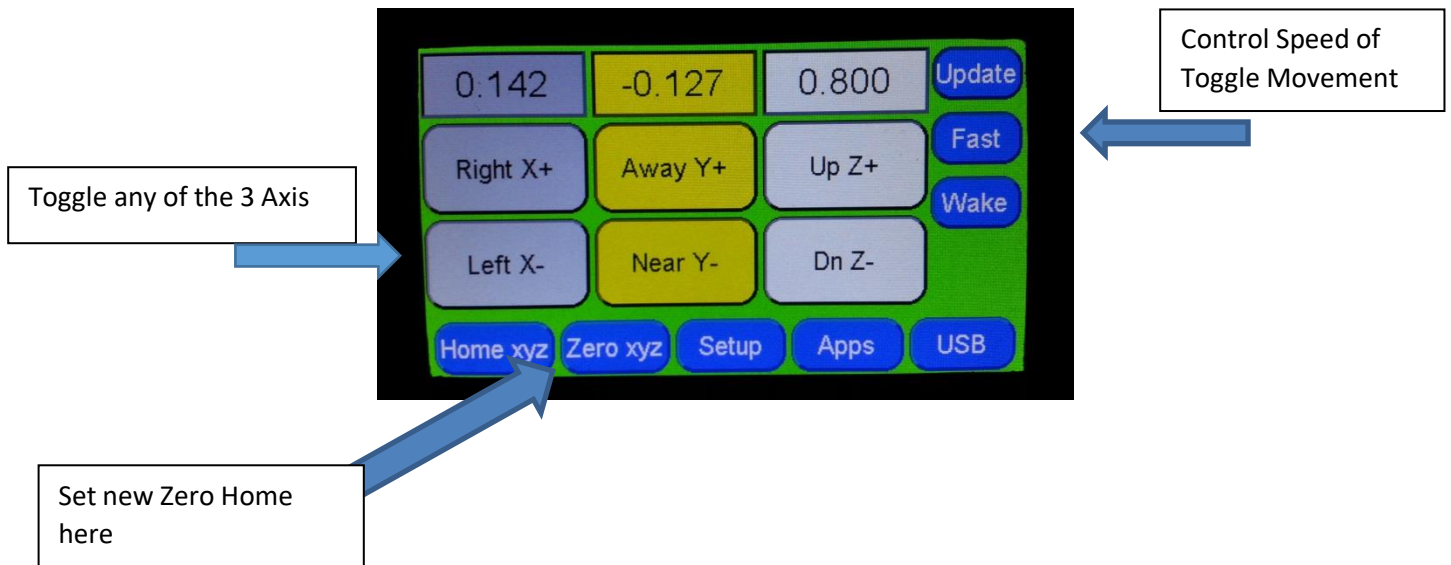 Control Speed of
Toggle Movement
0.142 -0.127 0.800 Update
Right X+ Away Y+ Up Z+ Fast
Wake
Toggle any of the 3 Axis
Left X- Near Y- Dn Z-
Home xyz Zero xyz Setup Apps USB
Set new Zero Home
here